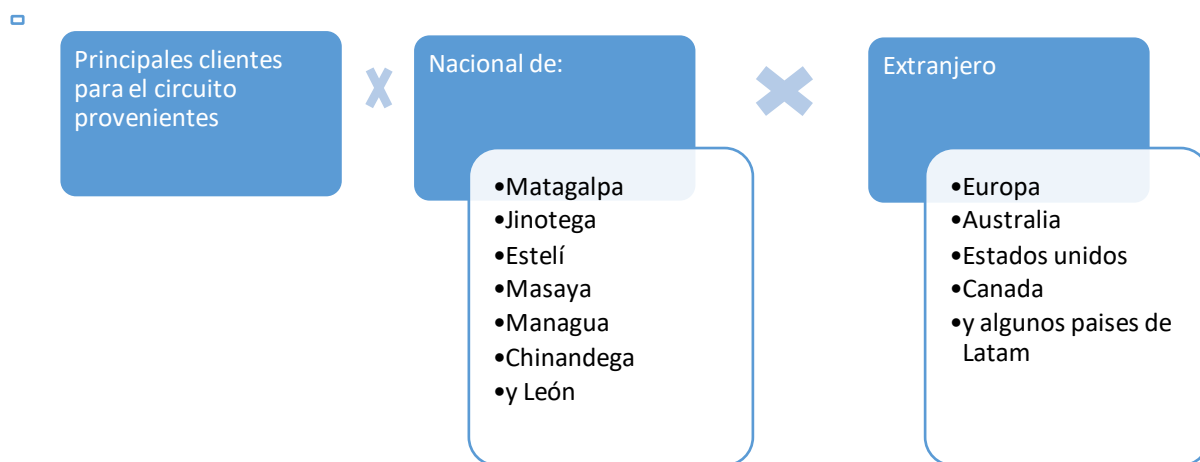 Principales clientes
para el circuito
provenientes
Nacional de:
•Matagalpa
•Jinotega
•Estelí
•Masaya
•Managua
•Chinandega
•y León
Extranjero
•Europa
•Australia
•Estados unidos
•Canada
•y algunos paises de
Latam